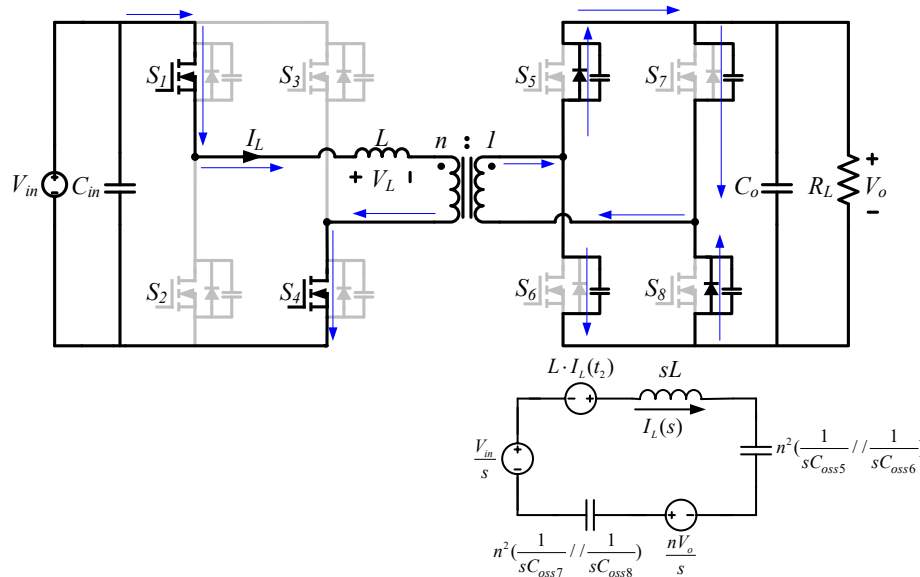 S1
S3
S5
S7
IL
L
n
:
1
Vin
Cin
+ VL -
Co
RL
+
Vo
-
S2
S4
S6
S8
L · IL(t2)
sL
IL(s)
Vin/s
n²(1/sCoss5 // 1/sCoss6)
n²(1/sCoss7 // 1/sCoss8)
nVo/s